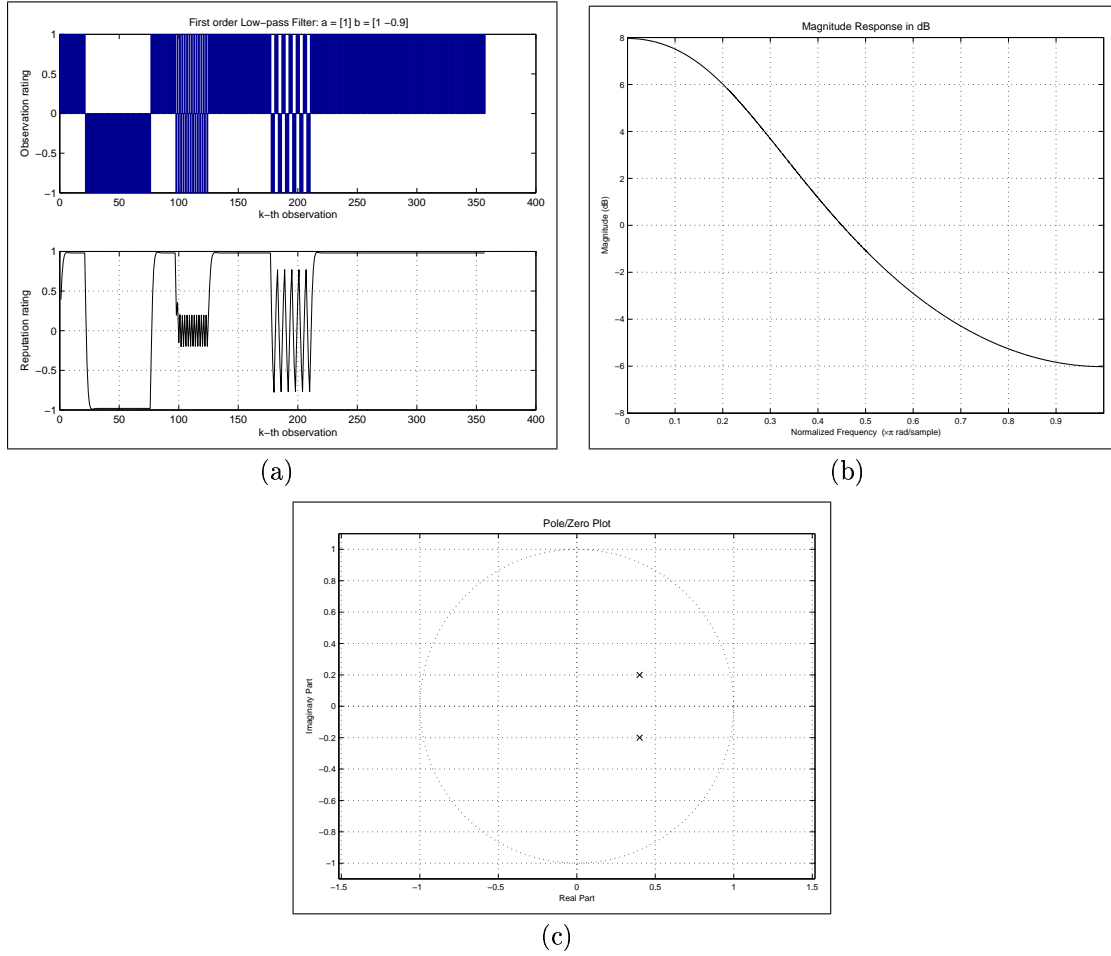 First order Low−pass Filter: a = [1] b = [1 −0.9]
Observation rating
1
0.5
0
−0.5
−1
0 50 100 150 200 250 300 350 400
k−th observation
Reputation rating
1
0.5
0
−0.5
−1
0 50 100 150 200 250 300 350 400
k−th observation
(a)
Magnitude Response in dB
Magnitude (dB)
8
6
4
2
0
−2
−4
−6
−8
0 0.1 0.2 0.3 0.4 0.5 0.6 0.7 0.8 0.9
Normalized Frequency (×π rad/sample)
(b)
Pole/Zero Plot
Imaginary Part
1
0.8
0.6
0.4
0.2
0
−0.2
−0.4
−0.6
−0.8
−1
−1.5 −1 −0.5 0 0.5 1 1.5
Real Part
(c)